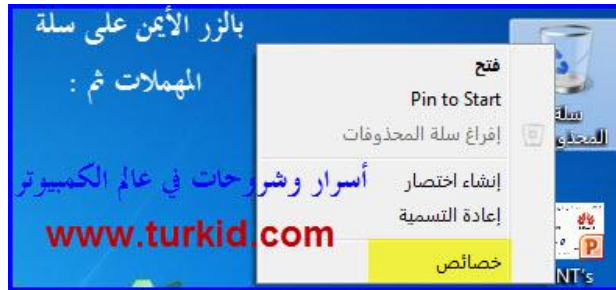 بالزر الأيمن على سلة
المهملات ثم :
فتح
Pin to Start
إفراغ سلة المحذوفات
إنشاء اختصار
إعادة التسمية
خصائص
سلة
المحذو
أسرار وشروحات في عالم الكمبيوتر
www.turkid.com
NT's